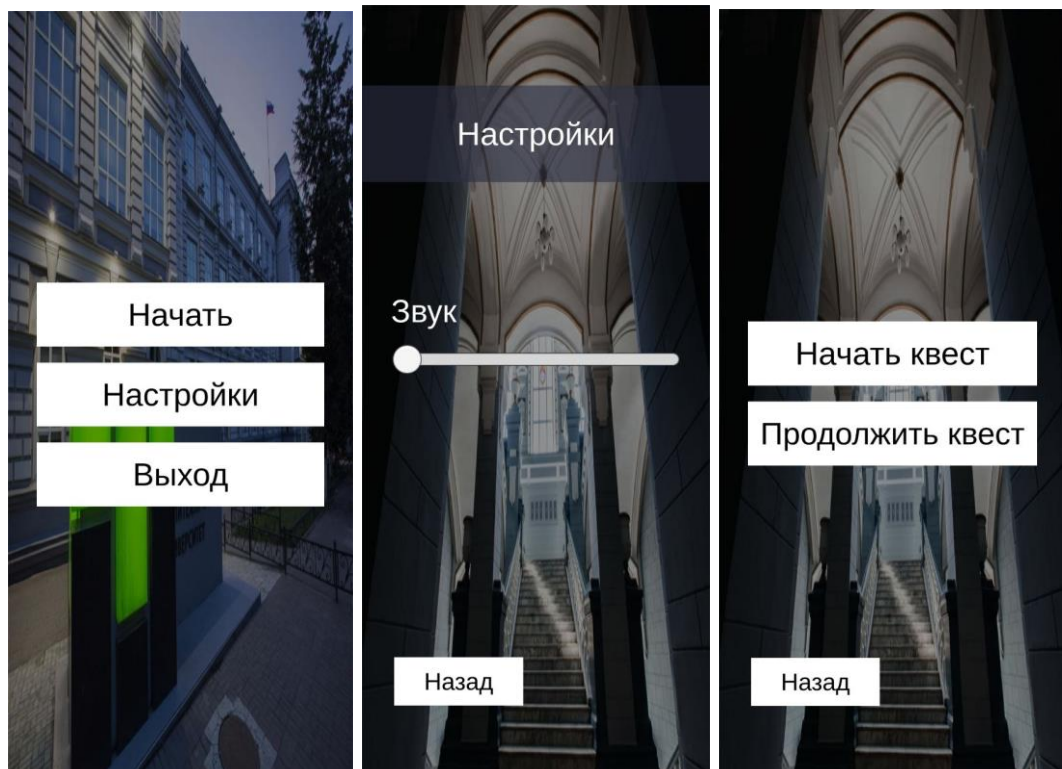 Начать
Настройки
Выход
Настройки
Звук
Назад
Начать квест
Продолжить квест
Назад